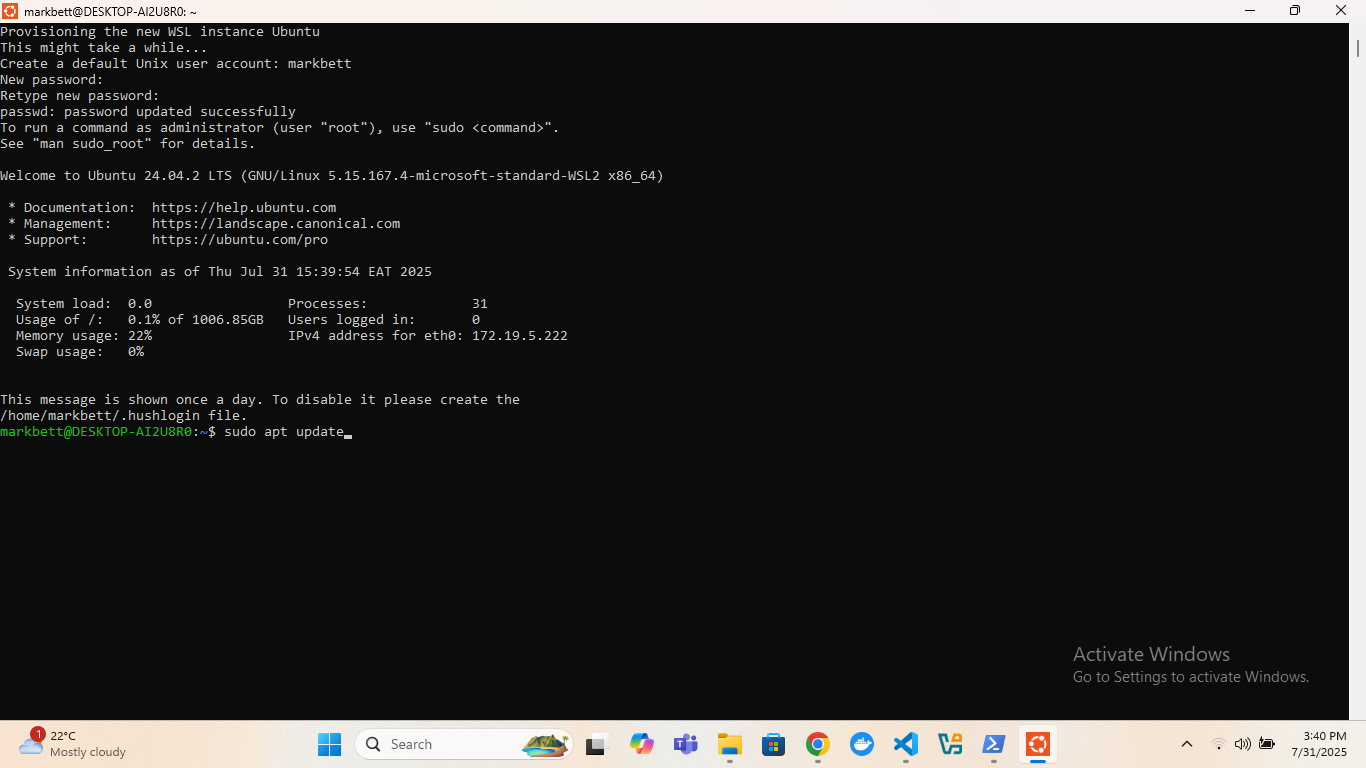 markbett@DESKTOP-AI2U8R0: ~
Provisioning the new WSL instance Ubuntu
This might take a while...
Create a default Unix user account: markbett
New password:
Retype new password:
passwd: password updated successfully
To run a command as administrator (user "root"), use "sudo <command>".
See "man sudo_root" for details.
Welcome to Ubuntu 24.04.2 LTS (GNU/Linux 5.15.167.4-microsoft-standard-WSL2 x86_64)
* Documentation:  https://help.ubuntu.com
* Management:     https://landscape.canonical.com
* Support:        https://ubuntu.com/pro
System information as of Thu Jul 31 15:39:54 EAT 2025
System load:  0.0                 Processes:             31
Usage of /:   0.1% of 1006.85GB   Users logged in:       0
Memory usage: 22%                 IPv4 address for eth0: 172.19.5.222
Swap usage:   0%
This message is shown once a day. To disable it please create the
/home/markbett/.hushlogin file.
markbett@DESKTOP-AI2U8R0:~$ sudo apt update
Activate Windows
Go to Settings to activate Windows.
1
22°C
Mostly cloudy
Search
3:40 PM
7/31/2025